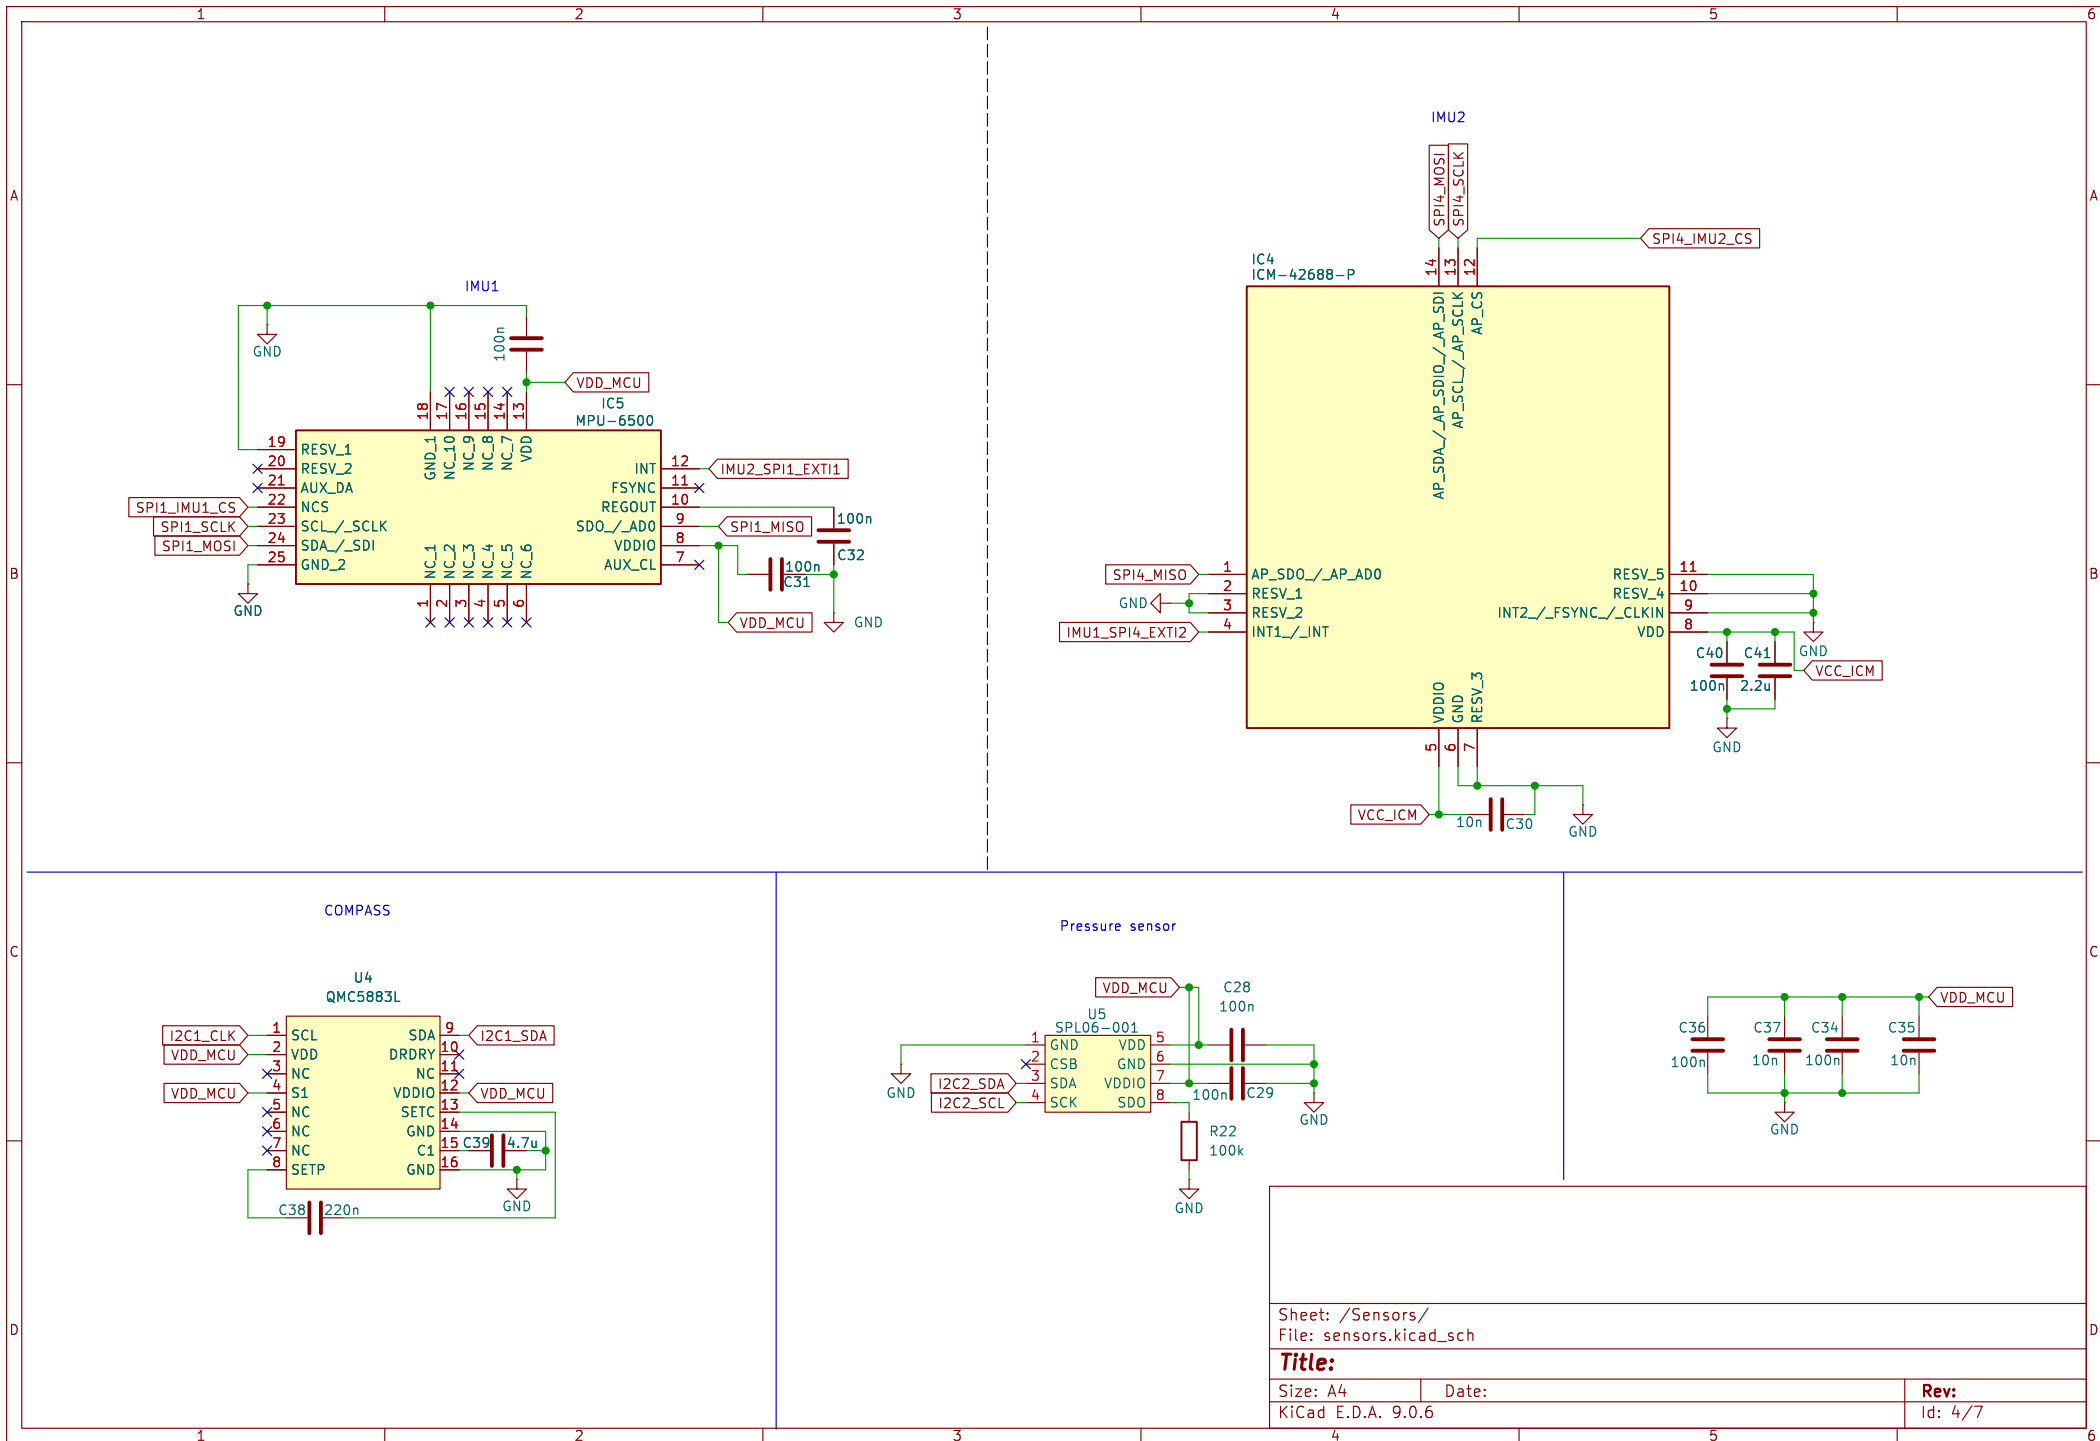 1 2 3 4 5 6
A A
B B
C C
D D
1 2 3 4 5 6
IMU1
GND
100n
VDD_MCU
IC5
MPU-6500
18 17 16 15 14 13
GND_1 NC_10 NC_9 NC_8 NC_7 VDD
19 RESV_1
20 RESV_2
21 AUX_DA
SPI1_IMU1_CS 22 NCS
SPI1_SCLK 23 SCL_/_SCLK
SPI1_MOSI 24 SDA_/_SDI
25 GND_2
GND
INT 12 IMU2_SPI1_EXTI1
FSYNC 11
REGOUT 10
SDO_/_AD0 9 SPI1_MISO
VDDIO 8
AUX_CL 7
NC_1 NC_2 NC_3 NC_4 NC_5 NC_6
1 2 3 4 5 6
100n
C32
100n
C31
VDD_MCU
GND
IMU2
SPI4_MOSI
SPI4_SCLK
SPI4_IMU2_CS
IC4
ICM-42688-P
14 13 12
AP_SDA_/_AP_SDIO_/_AP_SDI
AP_SCL_/_AP_SCLK
AP_CS
SPI4_MISO 1 AP_SDO_/_AP_AD0
GND 2 RESV_1
3 RESV_2
IMU1_SPI4_EXTI2 4 INT1_/_INT
RESV_5 11
RESV_4 10
INT2_/_FSYNC_/_CLKIN 9
VDD 8
GND
C40 C41
100n 2.2u
VCC_ICM
GND
VDDIO GND RESV_3
5 6 7
VCC_ICM
10n C30
GND
COMPASS
U4
QMC5883L
I2C1_CLK 1 SCL
VDD_MCU 2 VDD
3 NC
VDD_MCU 4 S1
5 NC
6 NC
7 NC
8 SETP
SDA 9 I2C1_SDA
DRDRY 10
NC 11
VDDIO 12 VDD_MCU
SETC 13
GND 14
C1 15 C39 4.7u
GND 16
GND
C38 220n
Pressure sensor
VDD_MCU
C28
100n
U5
SPL06-001
1 GND VDD 5
2 CSB GND 6
I2C2_SDA 3 SDA VDDIO 7
I2C2_SCL 4 SCK SDO 8
GND
100n C29
GND
R22
100k
GND
VDD_MCU
C36 C37 C34 C35
100n 10n 100n 10n
GND
Sheet: /Sensors/
File: sensors.kicad_sch
Title:
Size: A4 Date: Rev:
KiCad E.D.A. 9.0.6 Id: 4/7